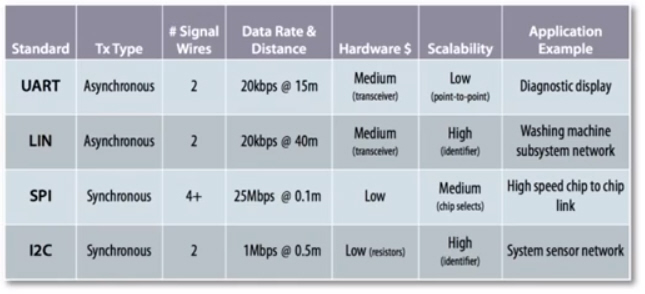 Standard Tx Type # Signal Wires Data Rate & Distance Hardware $ Scalability Application Example
UART Asynchronous 2 20kbps @ 15m Medium (transceiver) Low (point-to-point) Diagnostic display
LIN Asynchronous 2 20kbps @ 40m Medium (transceiver) High (identifier) Washing machine subsystem network
SPI Synchronous 4+ 25Mbps @ 0.1m Low Medium (chip selects) High speed chip to chip link
I2C Synchronous 2 1Mbps @ 0.5m Low (resistors) High (identifier) System sensor network